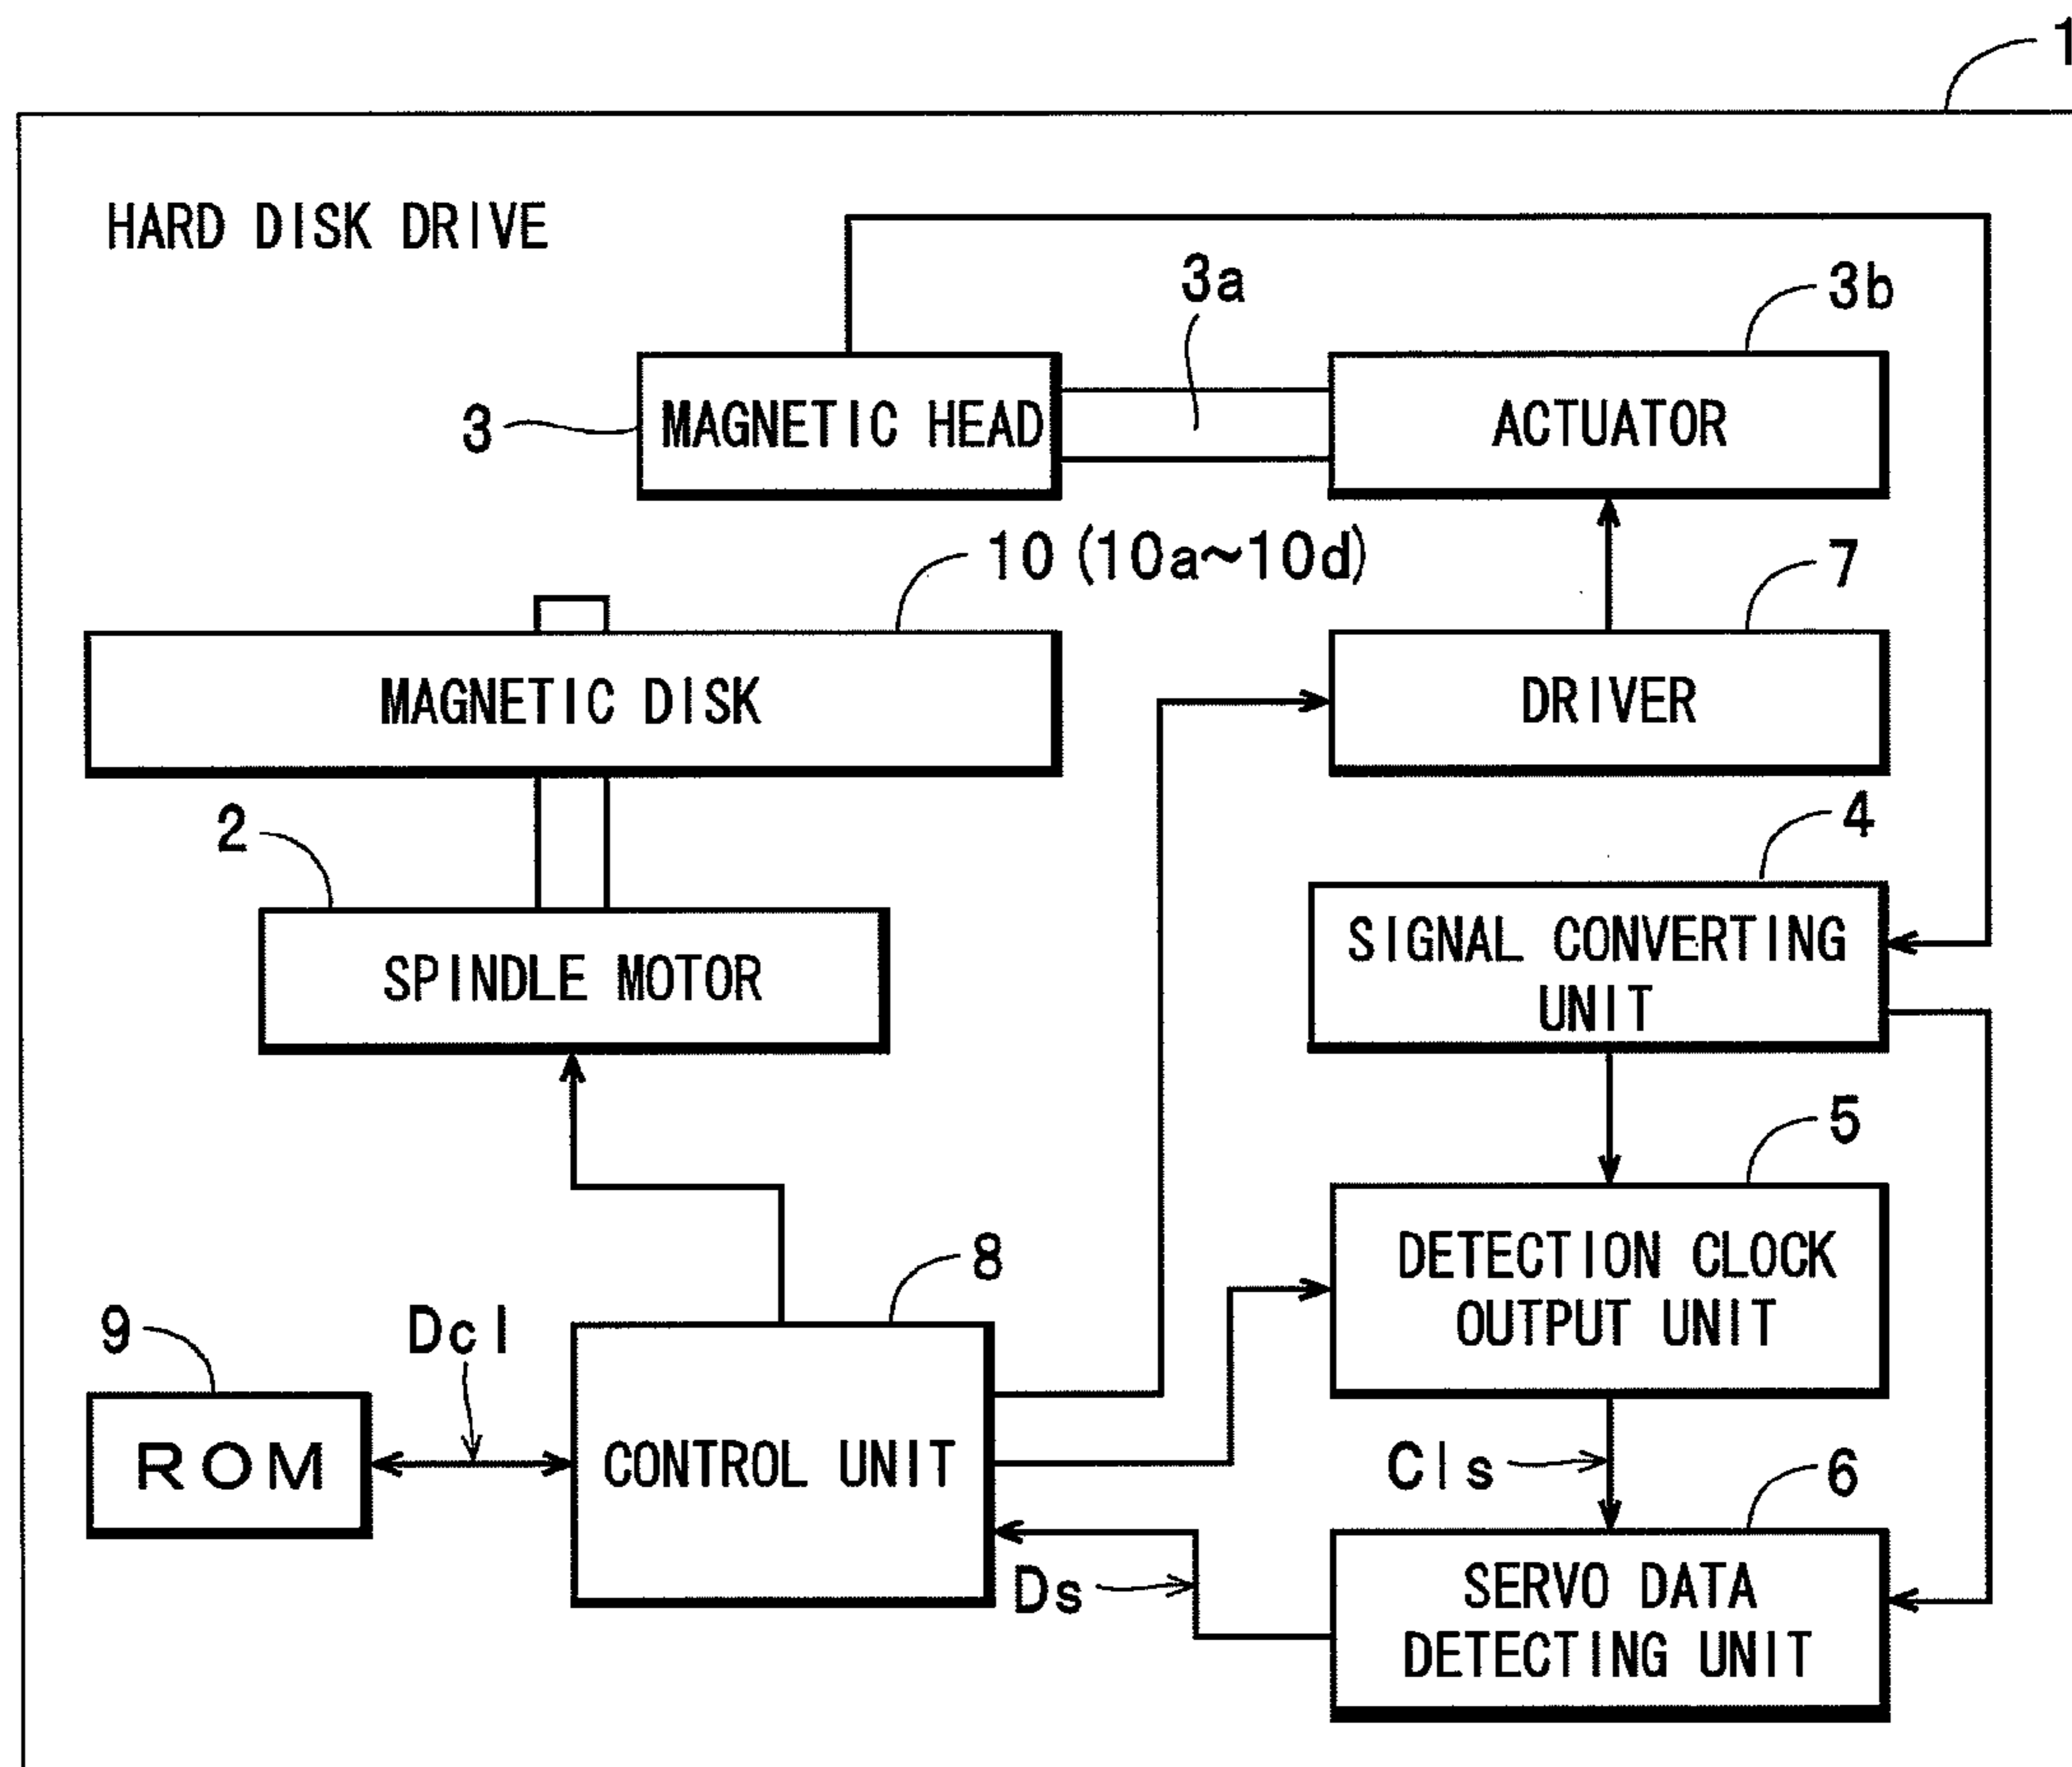 1
HARD DISK DRIVE
3a
3b
3
MAGNETIC HEAD
ACTUATOR
10 (10a~10d)
7
MAGNETIC DISK
DRIVER
2
4
SPINDLE MOTOR
SIGNAL CONVERTING
UNIT
5
8
DETECTION CLOCK
OUTPUT UNIT
9
Dcl
ROM
CONTROL UNIT
Cls
6
Ds
SERVO DATA
DETECTING UNIT